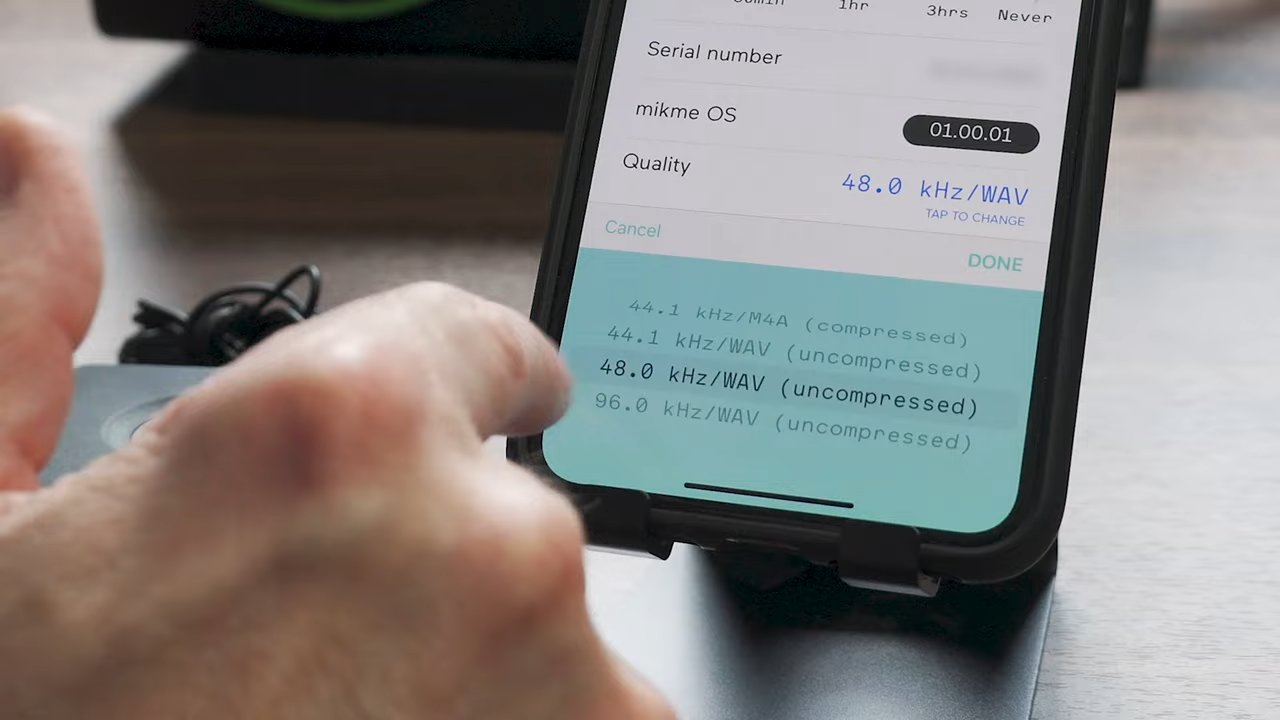 1hr 3hrs Never
Serial number
mikme OS 01.00.01
Quality 48.0 kHz/WAV
TAP TO CHANGE
Cancel DONE
44.1 kHz/M4A (compressed)
44.1 kHz/WAV (uncompressed)
48.0 kHz/WAV (uncompressed)
96.0 kHz/WAV (uncompressed)